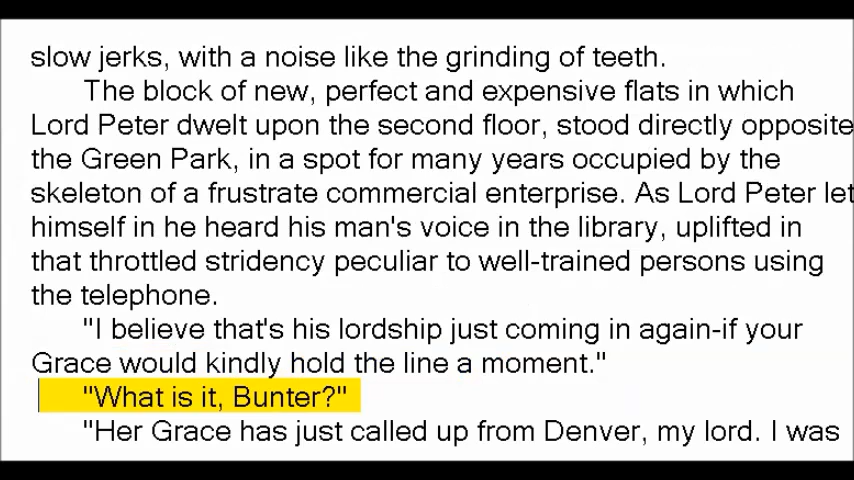 slow jerks, with a noise like the grinding of teeth.
The block of new, perfect and expensive flats in which
Lord Peter dwelt upon the second floor, stood directly opposite
the Green Park, in a spot for many years occupied by the
skeleton of a frustrate commercial enterprise. As Lord Peter let
himself in he heard his man's voice in the library, uplifted in
that throttled stridency peculiar to well-trained persons using
the telephone.
"I believe that's his lordship just coming in again-if your
Grace would kindly hold the line a moment."
"What is it, Bunter?"
"Her Grace has just called up from Denver, my lord. I was